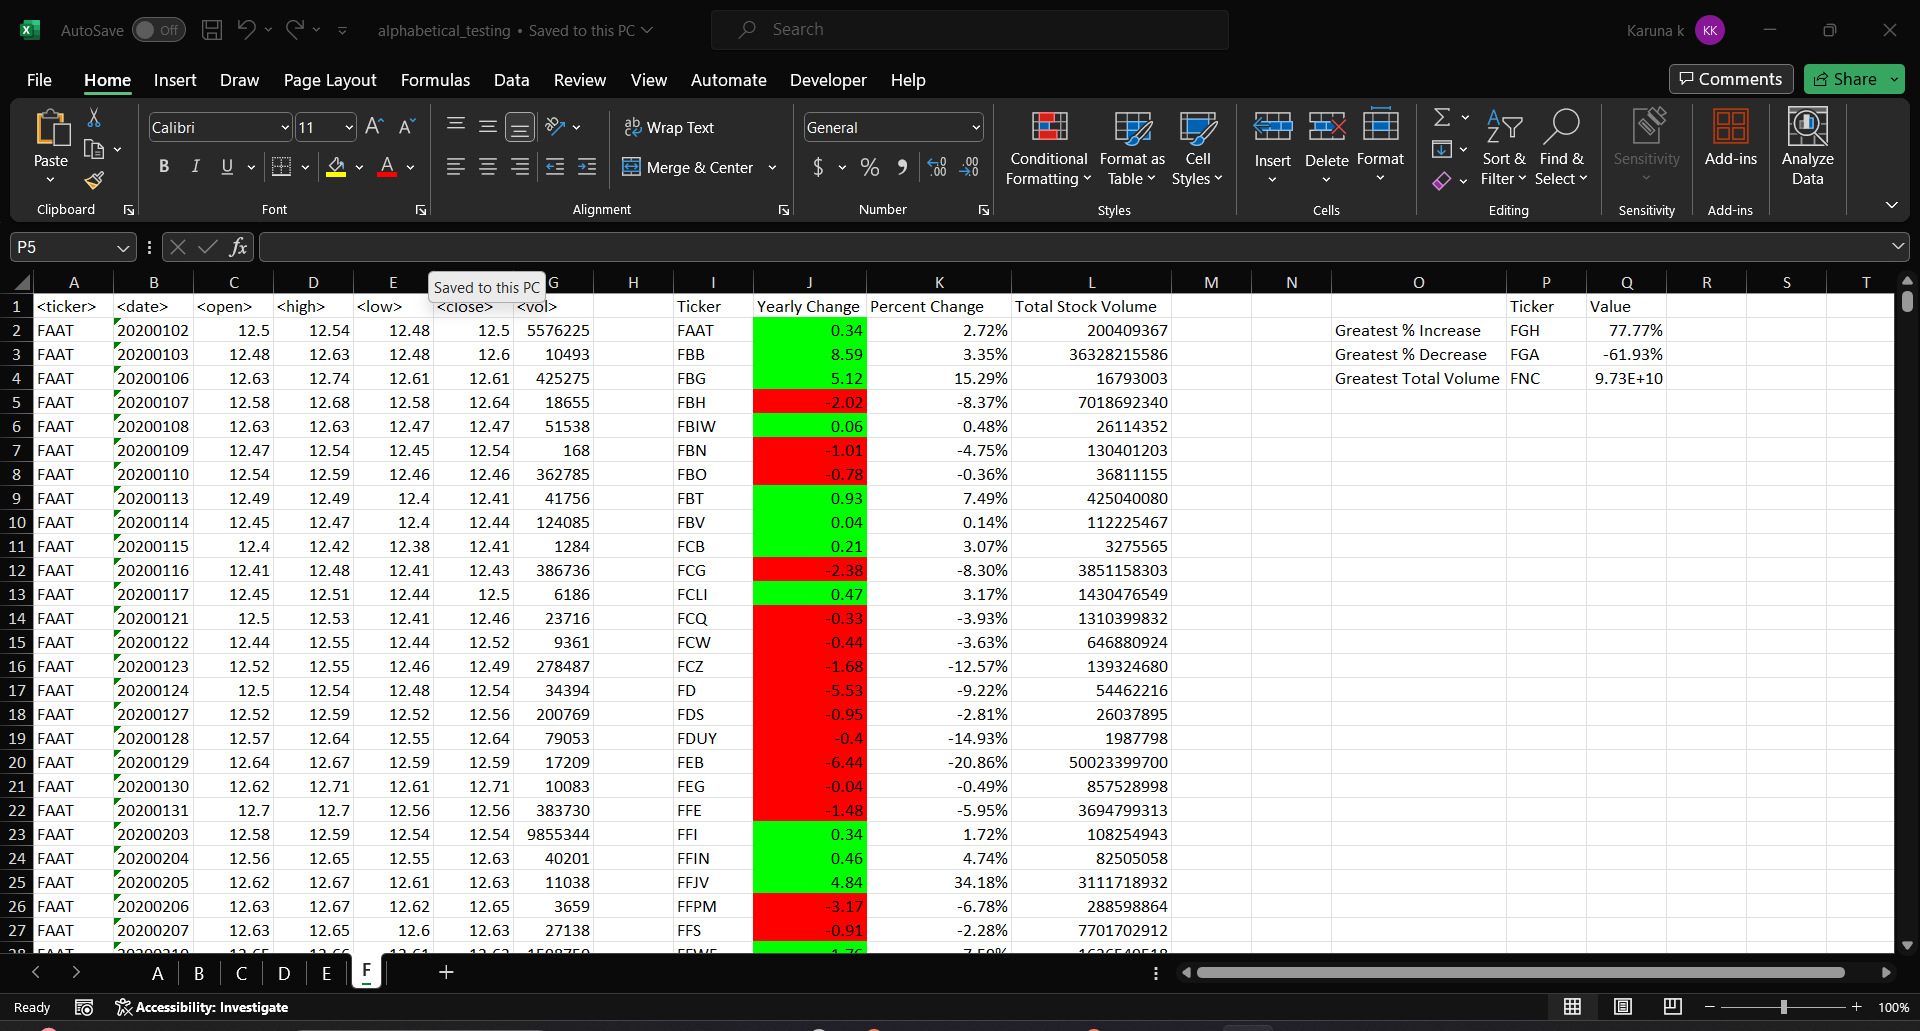 AutoSave Off alphabetical_testing • Saved to this PC Search Karuna k KK
File Home Insert Draw Page Layout Formulas Data Review View Automate Developer Help Comments Share
Paste Calibri 11 Wrap Text General Conditional Formatting Format as Table Cell Styles Insert Delete Format Sort & Filter Find & Select Sensitivity Add-ins Analyze Data
B I U A Merge & Center $ % 9
Clipboard Font Alignment Number Styles Cells Editing Sensitivity Add-ins
P5 fx
Saved to this PC
A B C D E G H I J K L M N O P Q R S T
1 <ticker> <date> <open> <high> <low> <close> <vol> Ticker Yearly Change Percent Change Total Stock Volume Ticker Value
2 FAAT 20200102 12.5 12.54 12.48 12.5 5576225 FAAT 0.34 2.72% 200409367 Greatest % Increase FGH 77.77%
3 FAAT 20200103 12.48 12.63 12.48 12.6 10493 FBB 8.59 3.35% 36328215586 Greatest % Decrease FGA -61.93%
4 FAAT 20200106 12.63 12.74 12.61 12.61 425275 FBG 5.12 15.29% 16793003 Greatest Total Volume FNC 9.73E+10
5 FAAT 20200107 12.58 12.68 12.58 12.64 18655 FBH -2.02 -8.37% 7018692340
6 FAAT 20200108 12.63 12.63 12.47 12.47 51538 FBIW 0.06 0.48% 26114352
7 FAAT 20200109 12.47 12.54 12.45 12.54 168 FBN -1.01 -4.75% 130401203
8 FAAT 20200110 12.54 12.59 12.46 12.46 362785 FBO -0.78 -0.36% 36811155
9 FAAT 20200113 12.49 12.49 12.4 12.41 41756 FBT 0.93 7.49% 425040080
10 FAAT 20200114 12.45 12.47 12.4 12.44 124085 FBV 0.04 0.14% 112225467
11 FAAT 20200115 12.4 12.42 12.38 12.41 1284 FCB 0.21 3.07% 3275565
12 FAAT 20200116 12.41 12.48 12.41 12.43 386736 FCG -2.38 -8.30% 3851158303
13 FAAT 20200117 12.45 12.51 12.44 12.5 6186 FCLI 0.47 3.17% 1430476549
14 FAAT 20200121 12.5 12.53 12.41 12.46 23716 FCQ -0.33 -3.93% 1310399832
15 FAAT 20200122 12.44 12.55 12.44 12.52 9361 FCW -0.44 -3.63% 646880924
16 FAAT 20200123 12.52 12.55 12.46 12.49 278487 FCZ -1.68 -12.57% 139324680
17 FAAT 20200124 12.5 12.54 12.48 12.54 34394 FD -5.53 -9.22% 54462216
18 FAAT 20200127 12.52 12.59 12.52 12.56 200769 FDS -0.95 -2.81% 26037895
19 FAAT 20200128 12.57 12.64 12.55 12.64 79053 FDUY -0.4 -14.93% 1987798
20 FAAT 20200129 12.64 12.67 12.59 12.59 17209 FEB -6.44 -20.86% 50023399700
21 FAAT 20200130 12.62 12.71 12.61 12.71 10083 FEG -0.04 -0.49% 857528998
22 FAAT 20200131 12.7 12.7 12.56 12.56 383730 FFE -1.48 -5.95% 3694799313
23 FAAT 20200203 12.58 12.59 12.54 12.54 9855344 FFI 0.34 1.72% 108254943
24 FAAT 20200204 12.56 12.65 12.55 12.63 40201 FFIN 0.46 4.74% 82505058
25 FAAT 20200205 12.62 12.67 12.61 12.63 11038 FFJV 4.84 34.18% 3111718932
26 FAAT 20200206 12.63 12.67 12.62 12.65 3659 FFPM -3.17 -6.78% 288598864
27 FAAT 20200207 12.63 12.65 12.6 12.63 27138 FFS -0.91 -2.28% 7701702912
A B C D E F
Ready Accessibility: Investigate 100%